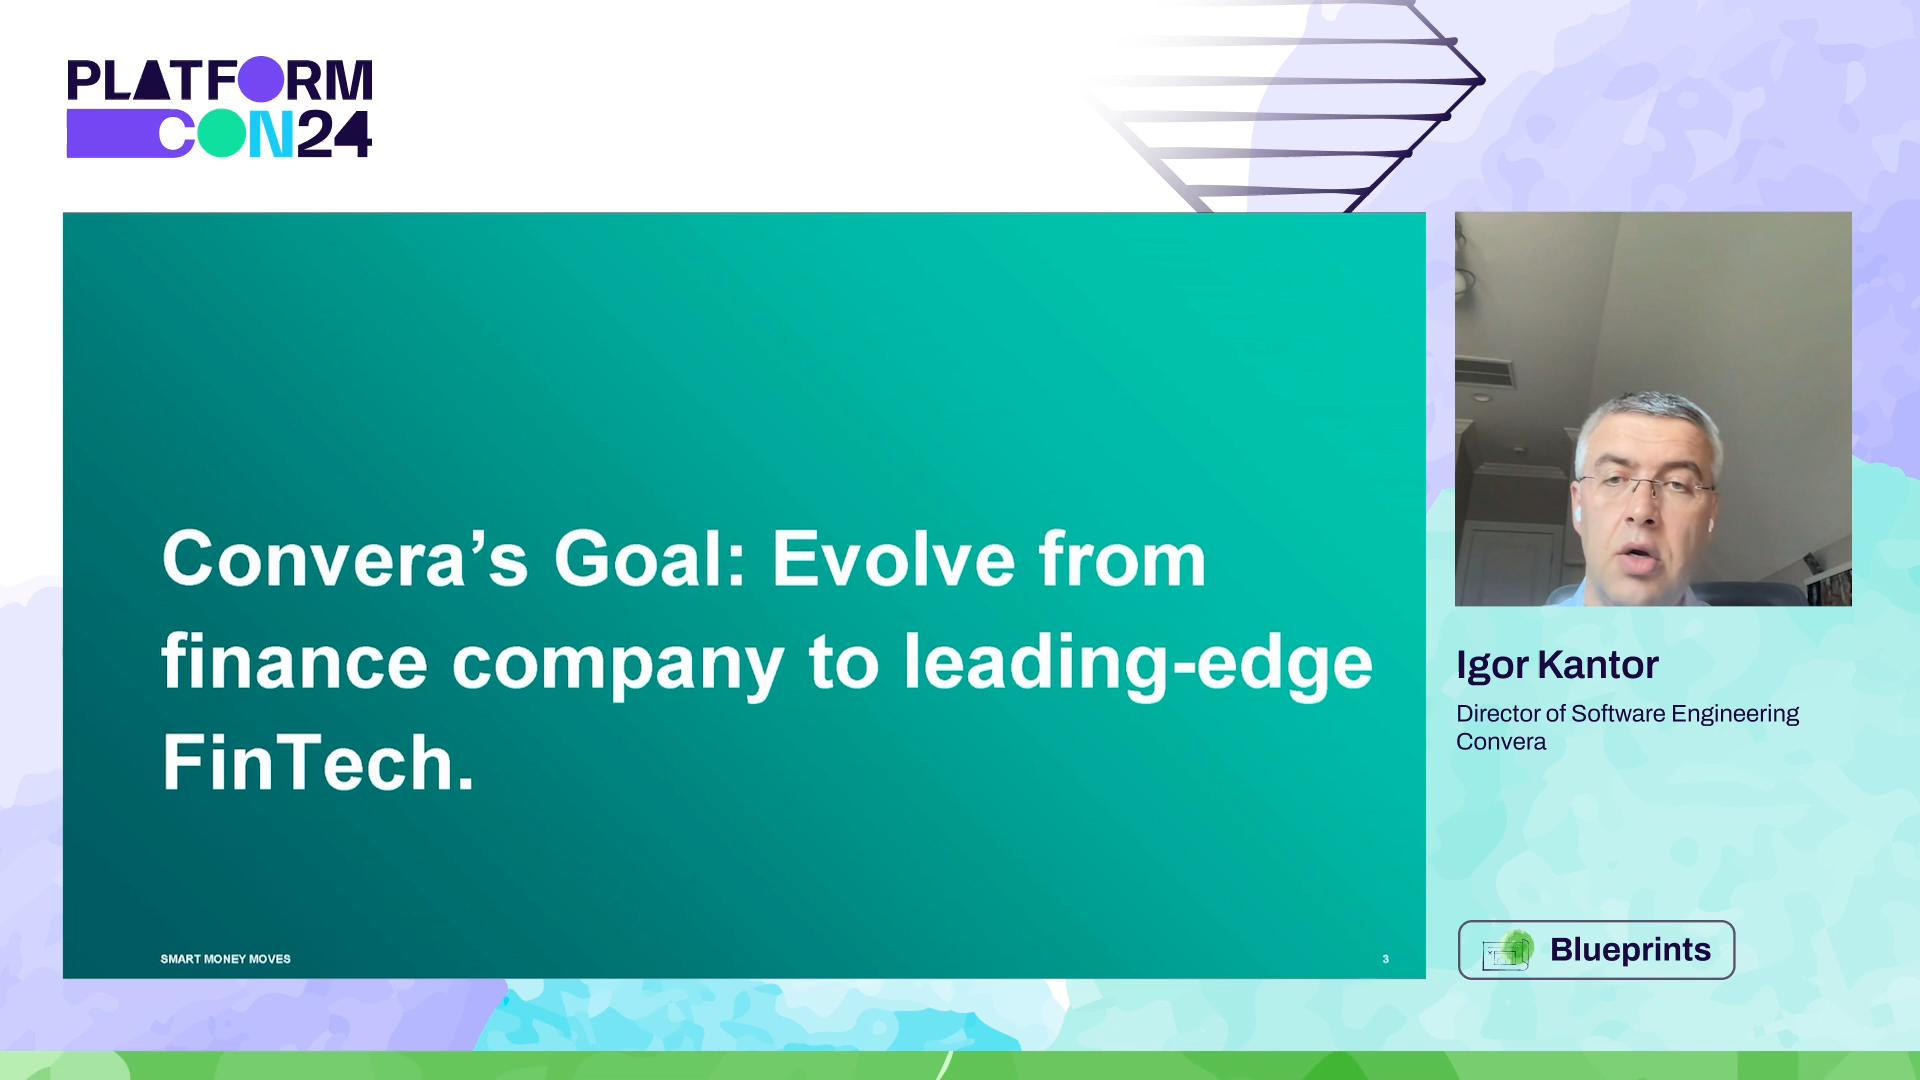 PLATFORM
CON24
Convera’s Goal: Evolve from
finance company to leading-edge
FinTech.
SMART MONEY MOVES
3
Igor Kantor
Director of Software Engineering
Convera
Blueprints